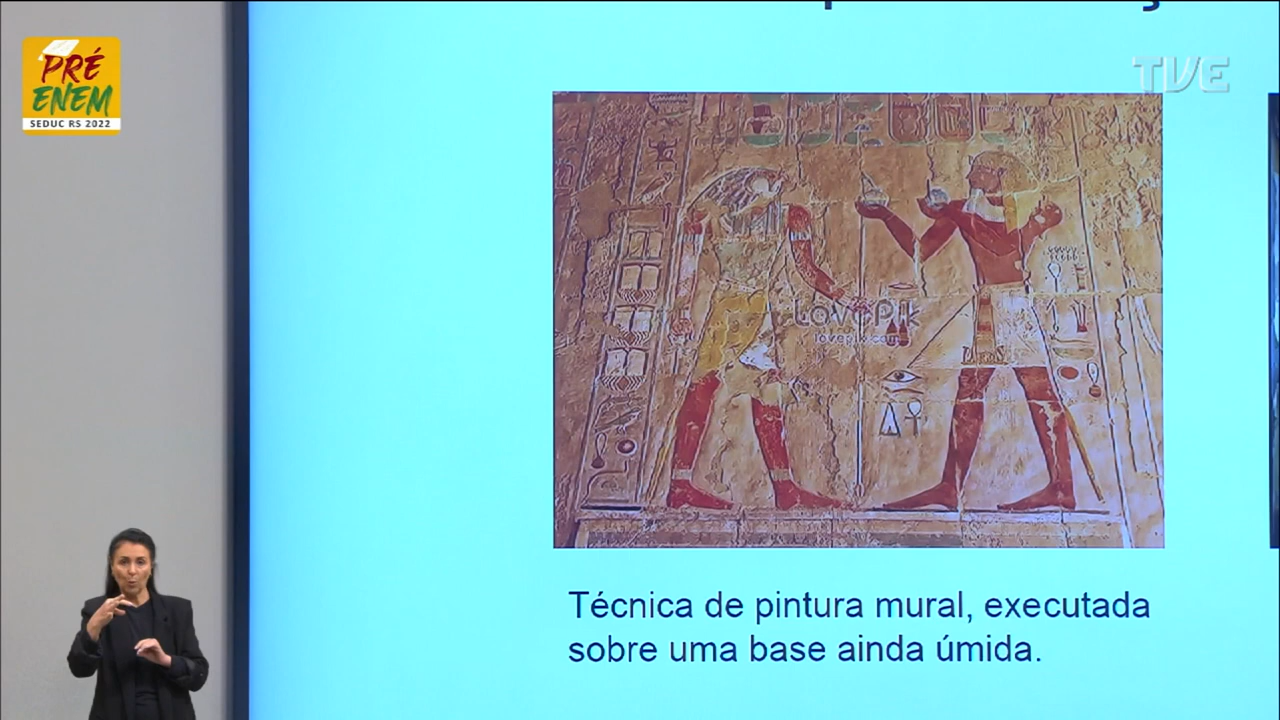 PRÉ
ENEM
SEDUC RS 2022
TVE
LovePik
lovepik.com
Técnica de pintura mural, executada
sobre uma base ainda úmida.